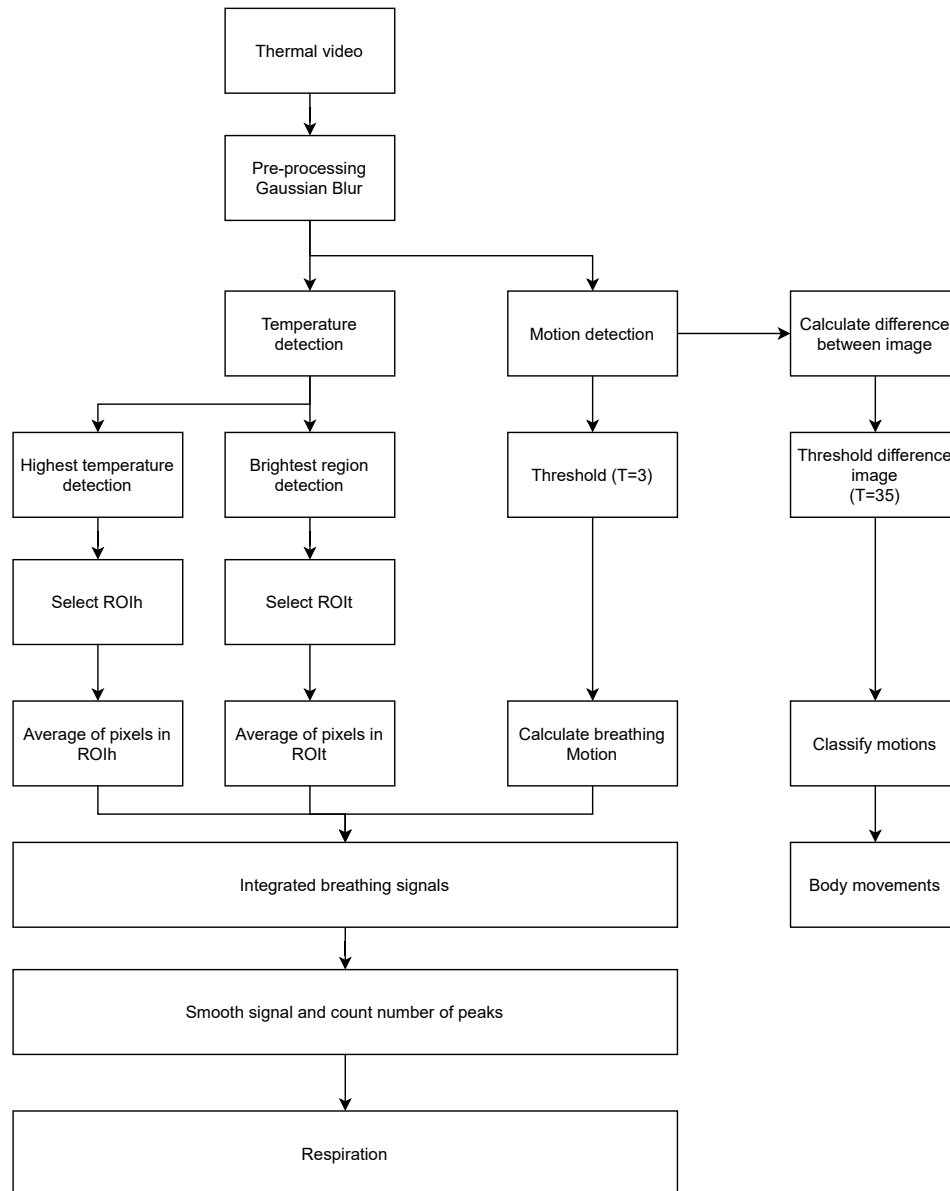 Thermal video
Pre-processing
Gaussian Blur
Temperature
detection
Motion detection
Calculate difference
between image
Highest temperature
detection
Brightest region
detection
Threshold (T=3)
Threshold difference
image
(T=35)
Select ROIh
Select ROIt
Average of pixels in
ROIh
Average of pixels in
ROIt
Calculate breathing
Motion
Classify motions
Integrated breathing signals
Body movements
Smooth signal and count number of peaks
Respiration